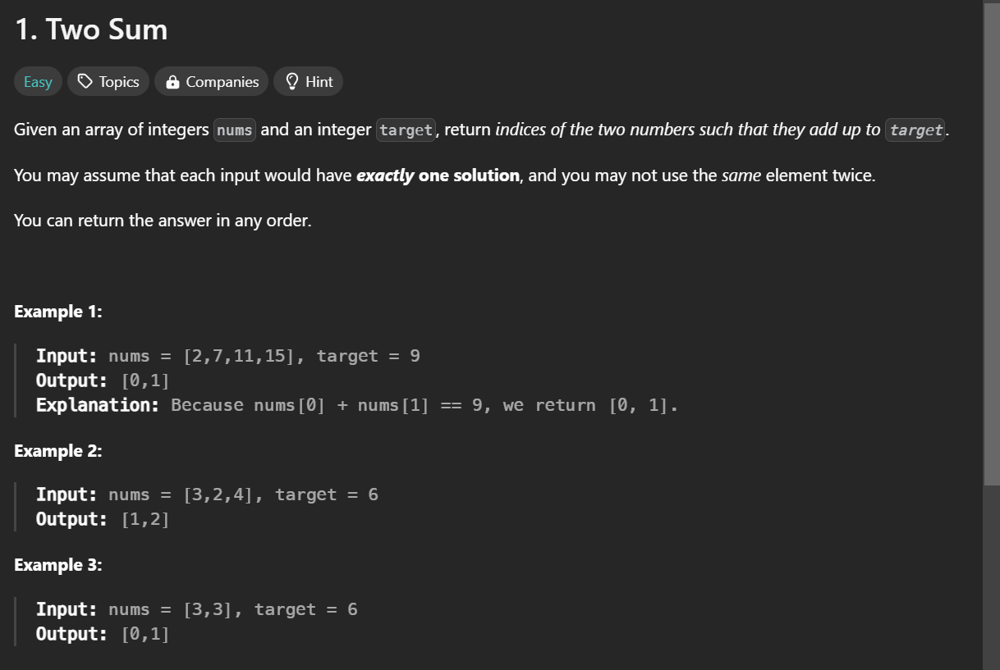 1. Two Sum
Easy Topics Companies Hint
Given an array of integers nums and an integer target, return indices of the two numbers such that they add up to target.
You may assume that each input would have exactly one solution, and you may not use the same element twice.
You can return the answer in any order.
Example 1:
Input: nums = [2,7,11,15], target = 9
Output: [0,1]
Explanation: Because nums[0] + nums[1] == 9, we return [0, 1].
Example 2:
Input: nums = [3,2,4], target = 6
Output: [1,2]
Example 3:
Input: nums = [3,3], target = 6
Output: [0,1]